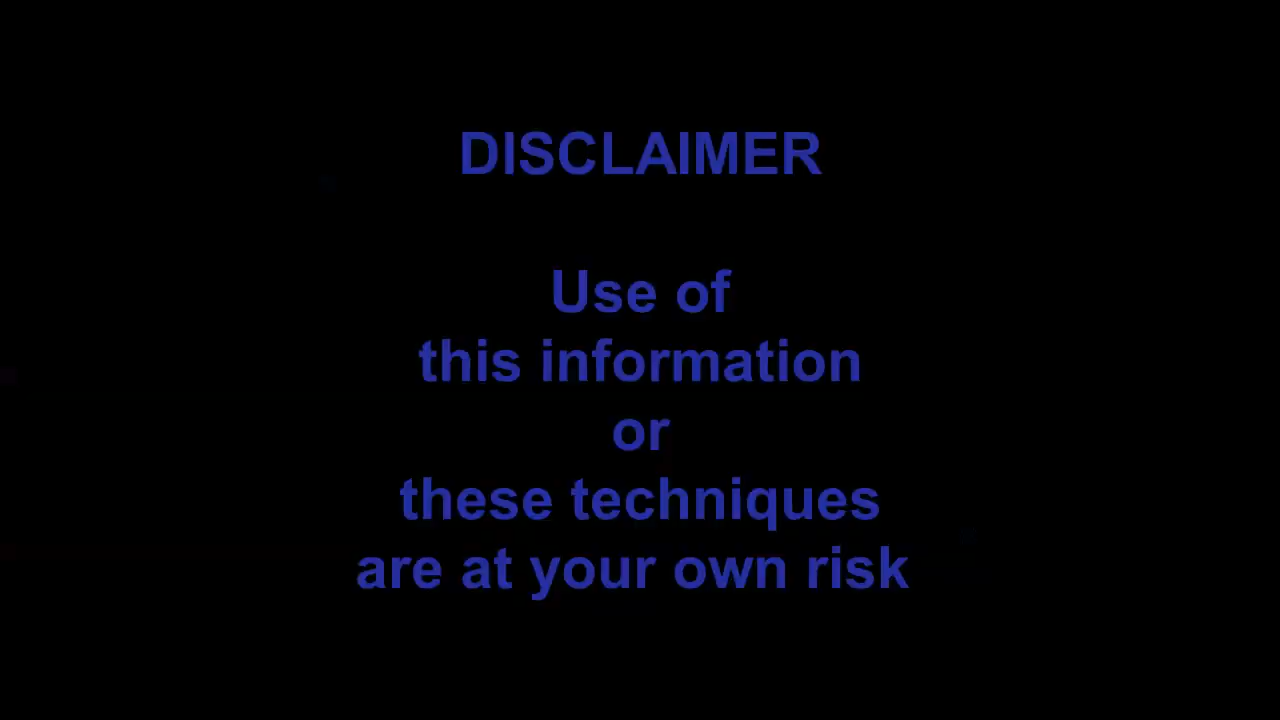 DISCLAIMER
Use of
this information
or
these techniques
are at your own risk